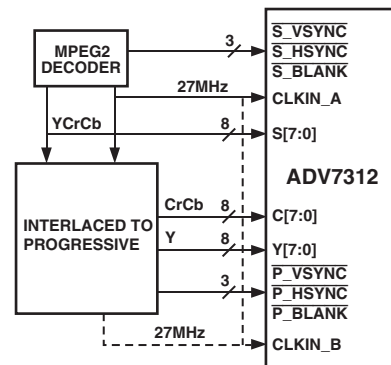 MPEG2
DECODER
3
S_VSYNC
S_HSYNC
S_BLANK
27MHz
CLKIN_A
YCrCb
8
S[7:0]
ADV7312
INTERLACED TO
PROGRESSIVE
CrCb
8
C[7:0]
Y
8
Y[7:0]
3
P_VSYNC
P_HSYNC
P_BLANK
27MHz
CLKIN_B